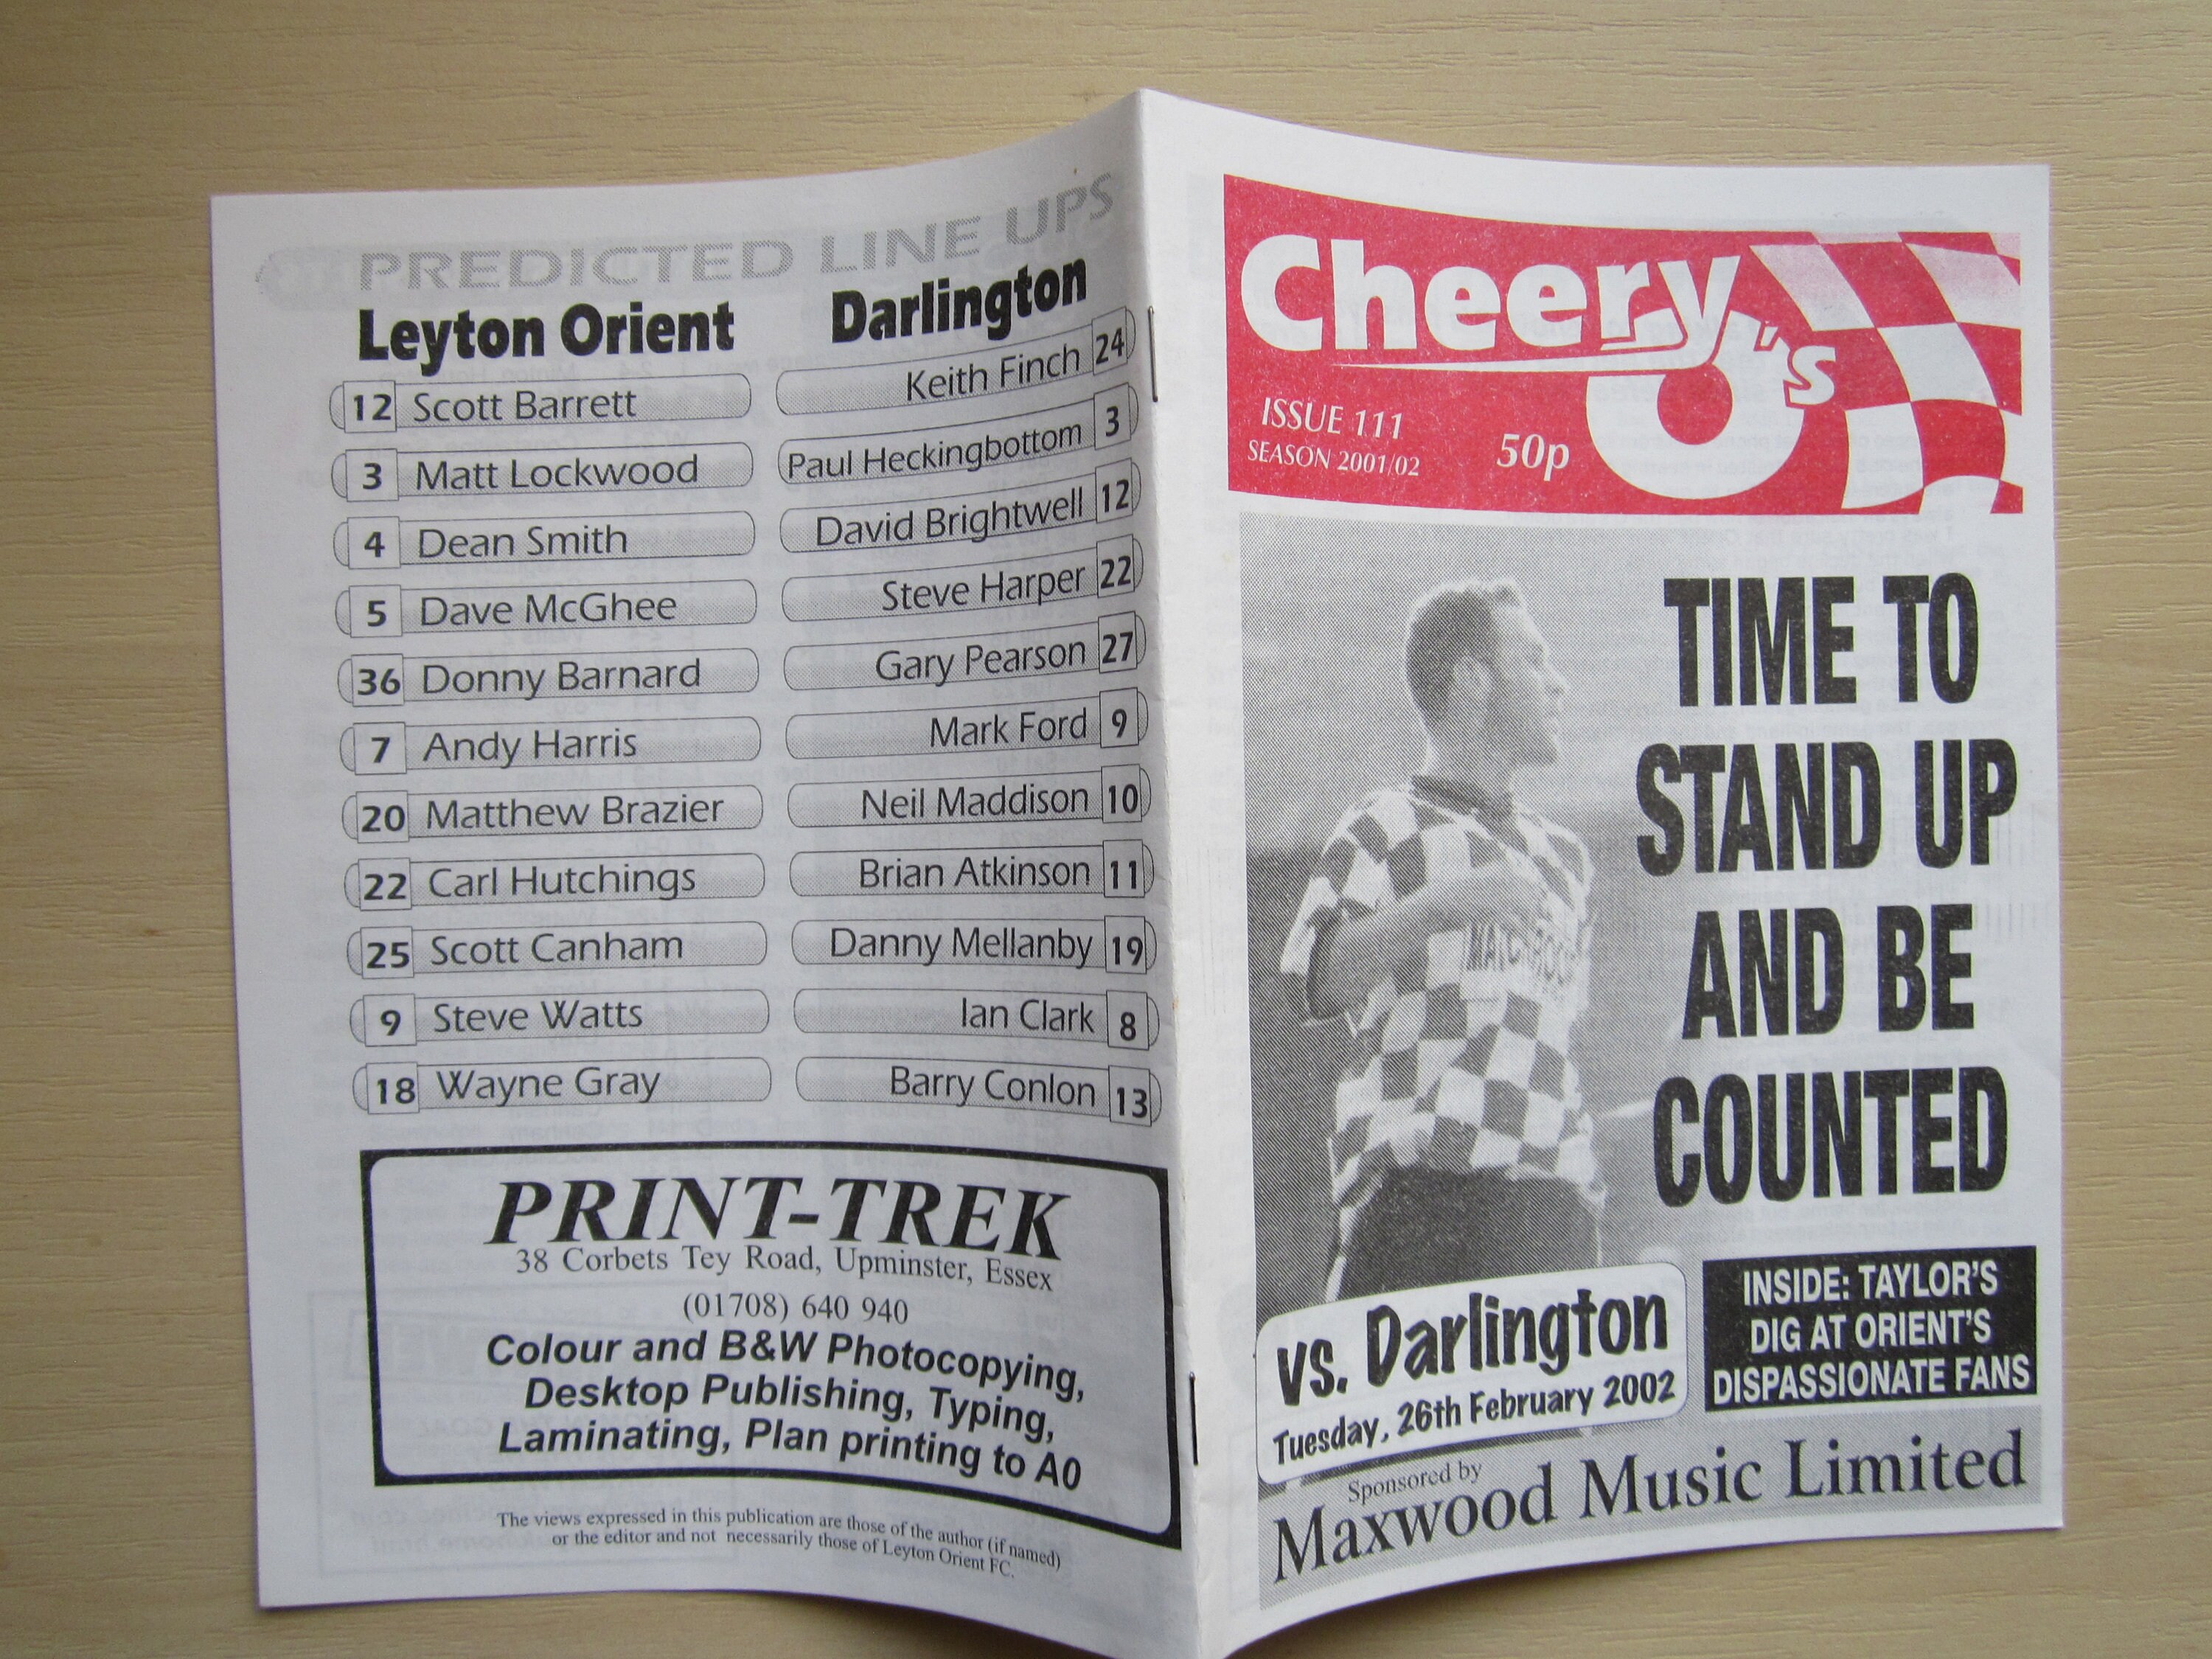 PREDICTED LINE UPS
Leyton Orient
12 Scott Barrett
3 Matt Lockwood
4 Dean Smith
5 Dave McGhee
36 Donny Barnard
7 Andy Harris
20 Matthew Brazier
22 Carl Hutchings
25 Scott Canham
9 Steve Watts
18 Wayne Gray
Darlington
Keith Finch 24
Paul Heckingbottom 3
David Brightwell 12
Steve Harper 22
Gary Pearson 27
Mark Ford 9
Neil Maddison 10
Brian Atkinson 11
Danny Mellanby 19
Ian Clark 8
Barry Conlon 13
PRINT-TREK
38 Corbets Tey Road, Upminster, Essex
(01708) 640 940
Colour and B&W Photocopying,
Desktop Publishing, Typing,
Laminating, Plan printing to A0
The views expressed in this publication are those of the author (if named)
or the editor and not necessarily those of Leyton Orient FC.
Cheery O's
ISSUE 111
SEASON 2001/02
50p
TIME TO
STAND UP
AND BE
COUNTED
vs. Darlington
Tuesday, 26th February 2002
INSIDE: TAYLOR'S
DIG AT ORIENT'S
DISPASSIONATE FANS
Sponsored by
Maxwood Music Limited